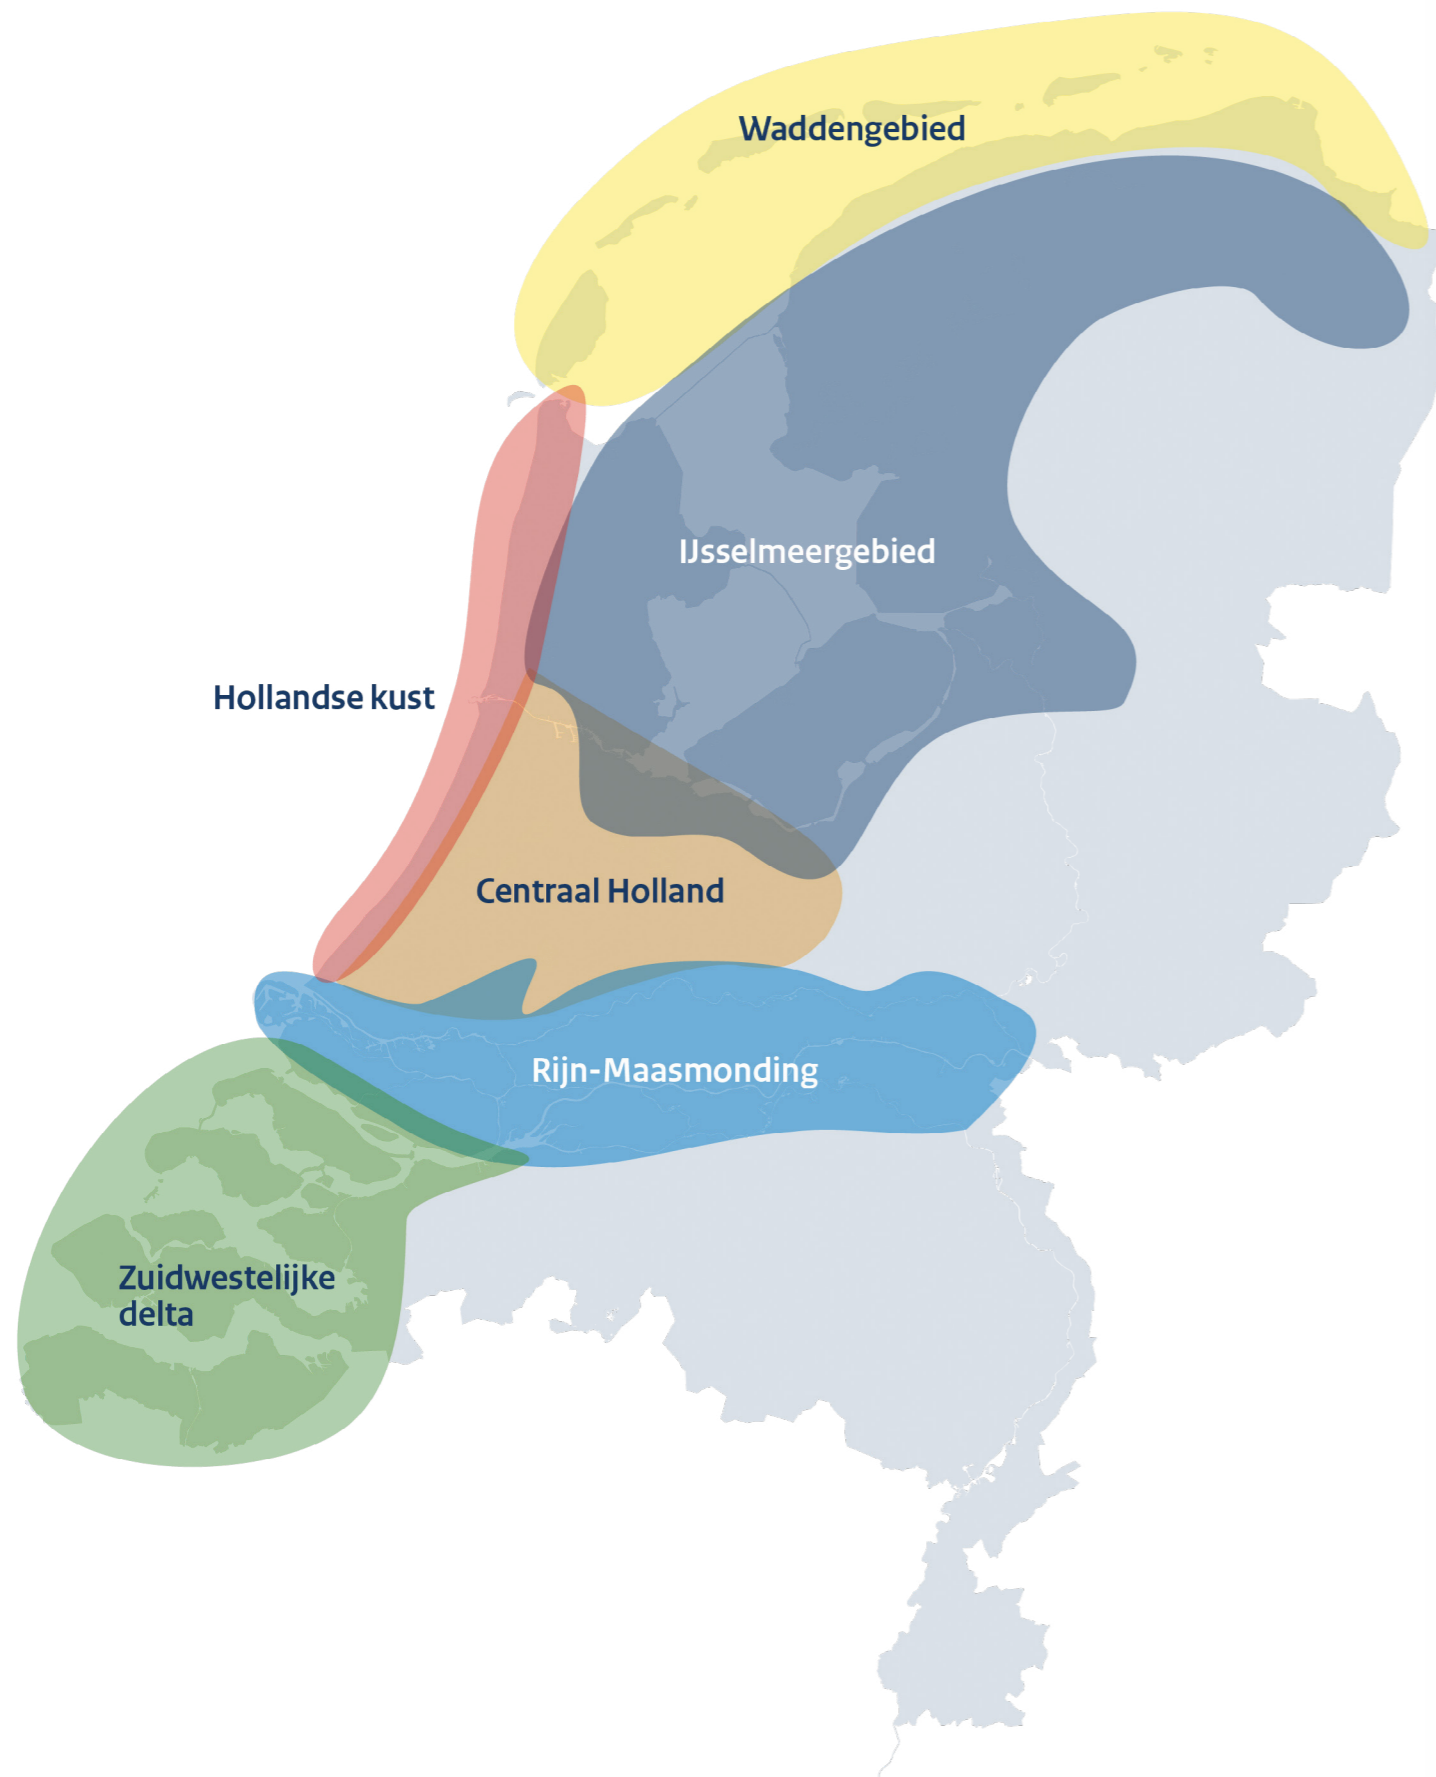 Waddengebied
IJsselmeergebied
Hollandse kust
Centraal Holland
Rijn-Maasmonding
Zuidwestelijke
delta